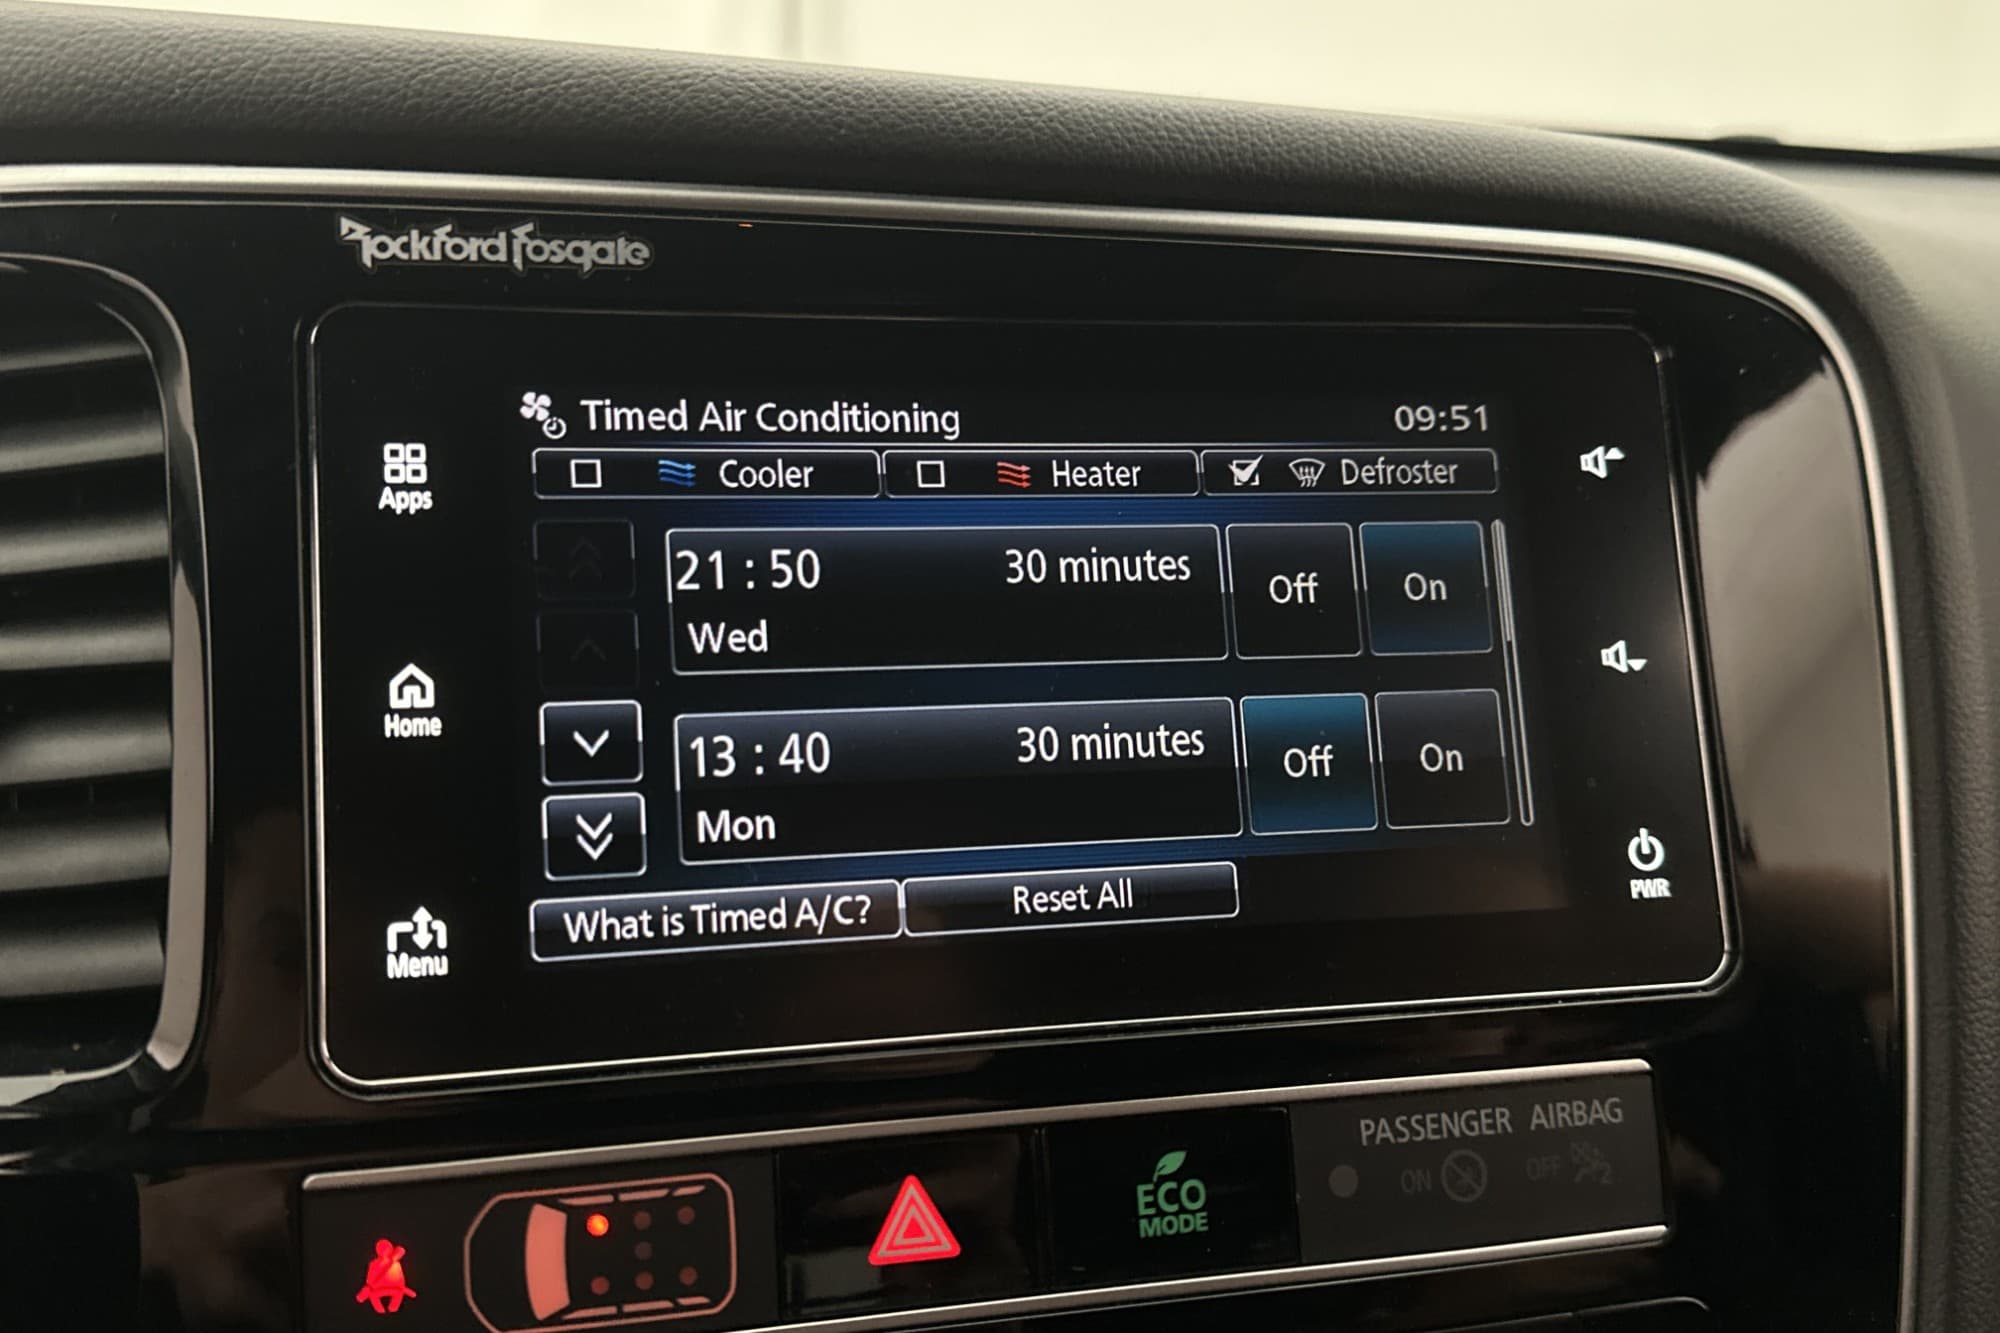 Rockford Fosgate
Timed Air Conditioning
09:51
Cooler
Heater
Defroster
21 : 50
30 minutes
Wed
Off
On
13 : 40
30 minutes
Mon
Off
On
What is Timed A/C?
Reset All
Apps
Home
Menu
PWR
PASSENGER AIRBAG
ON
OFF
2
ECO
MODE